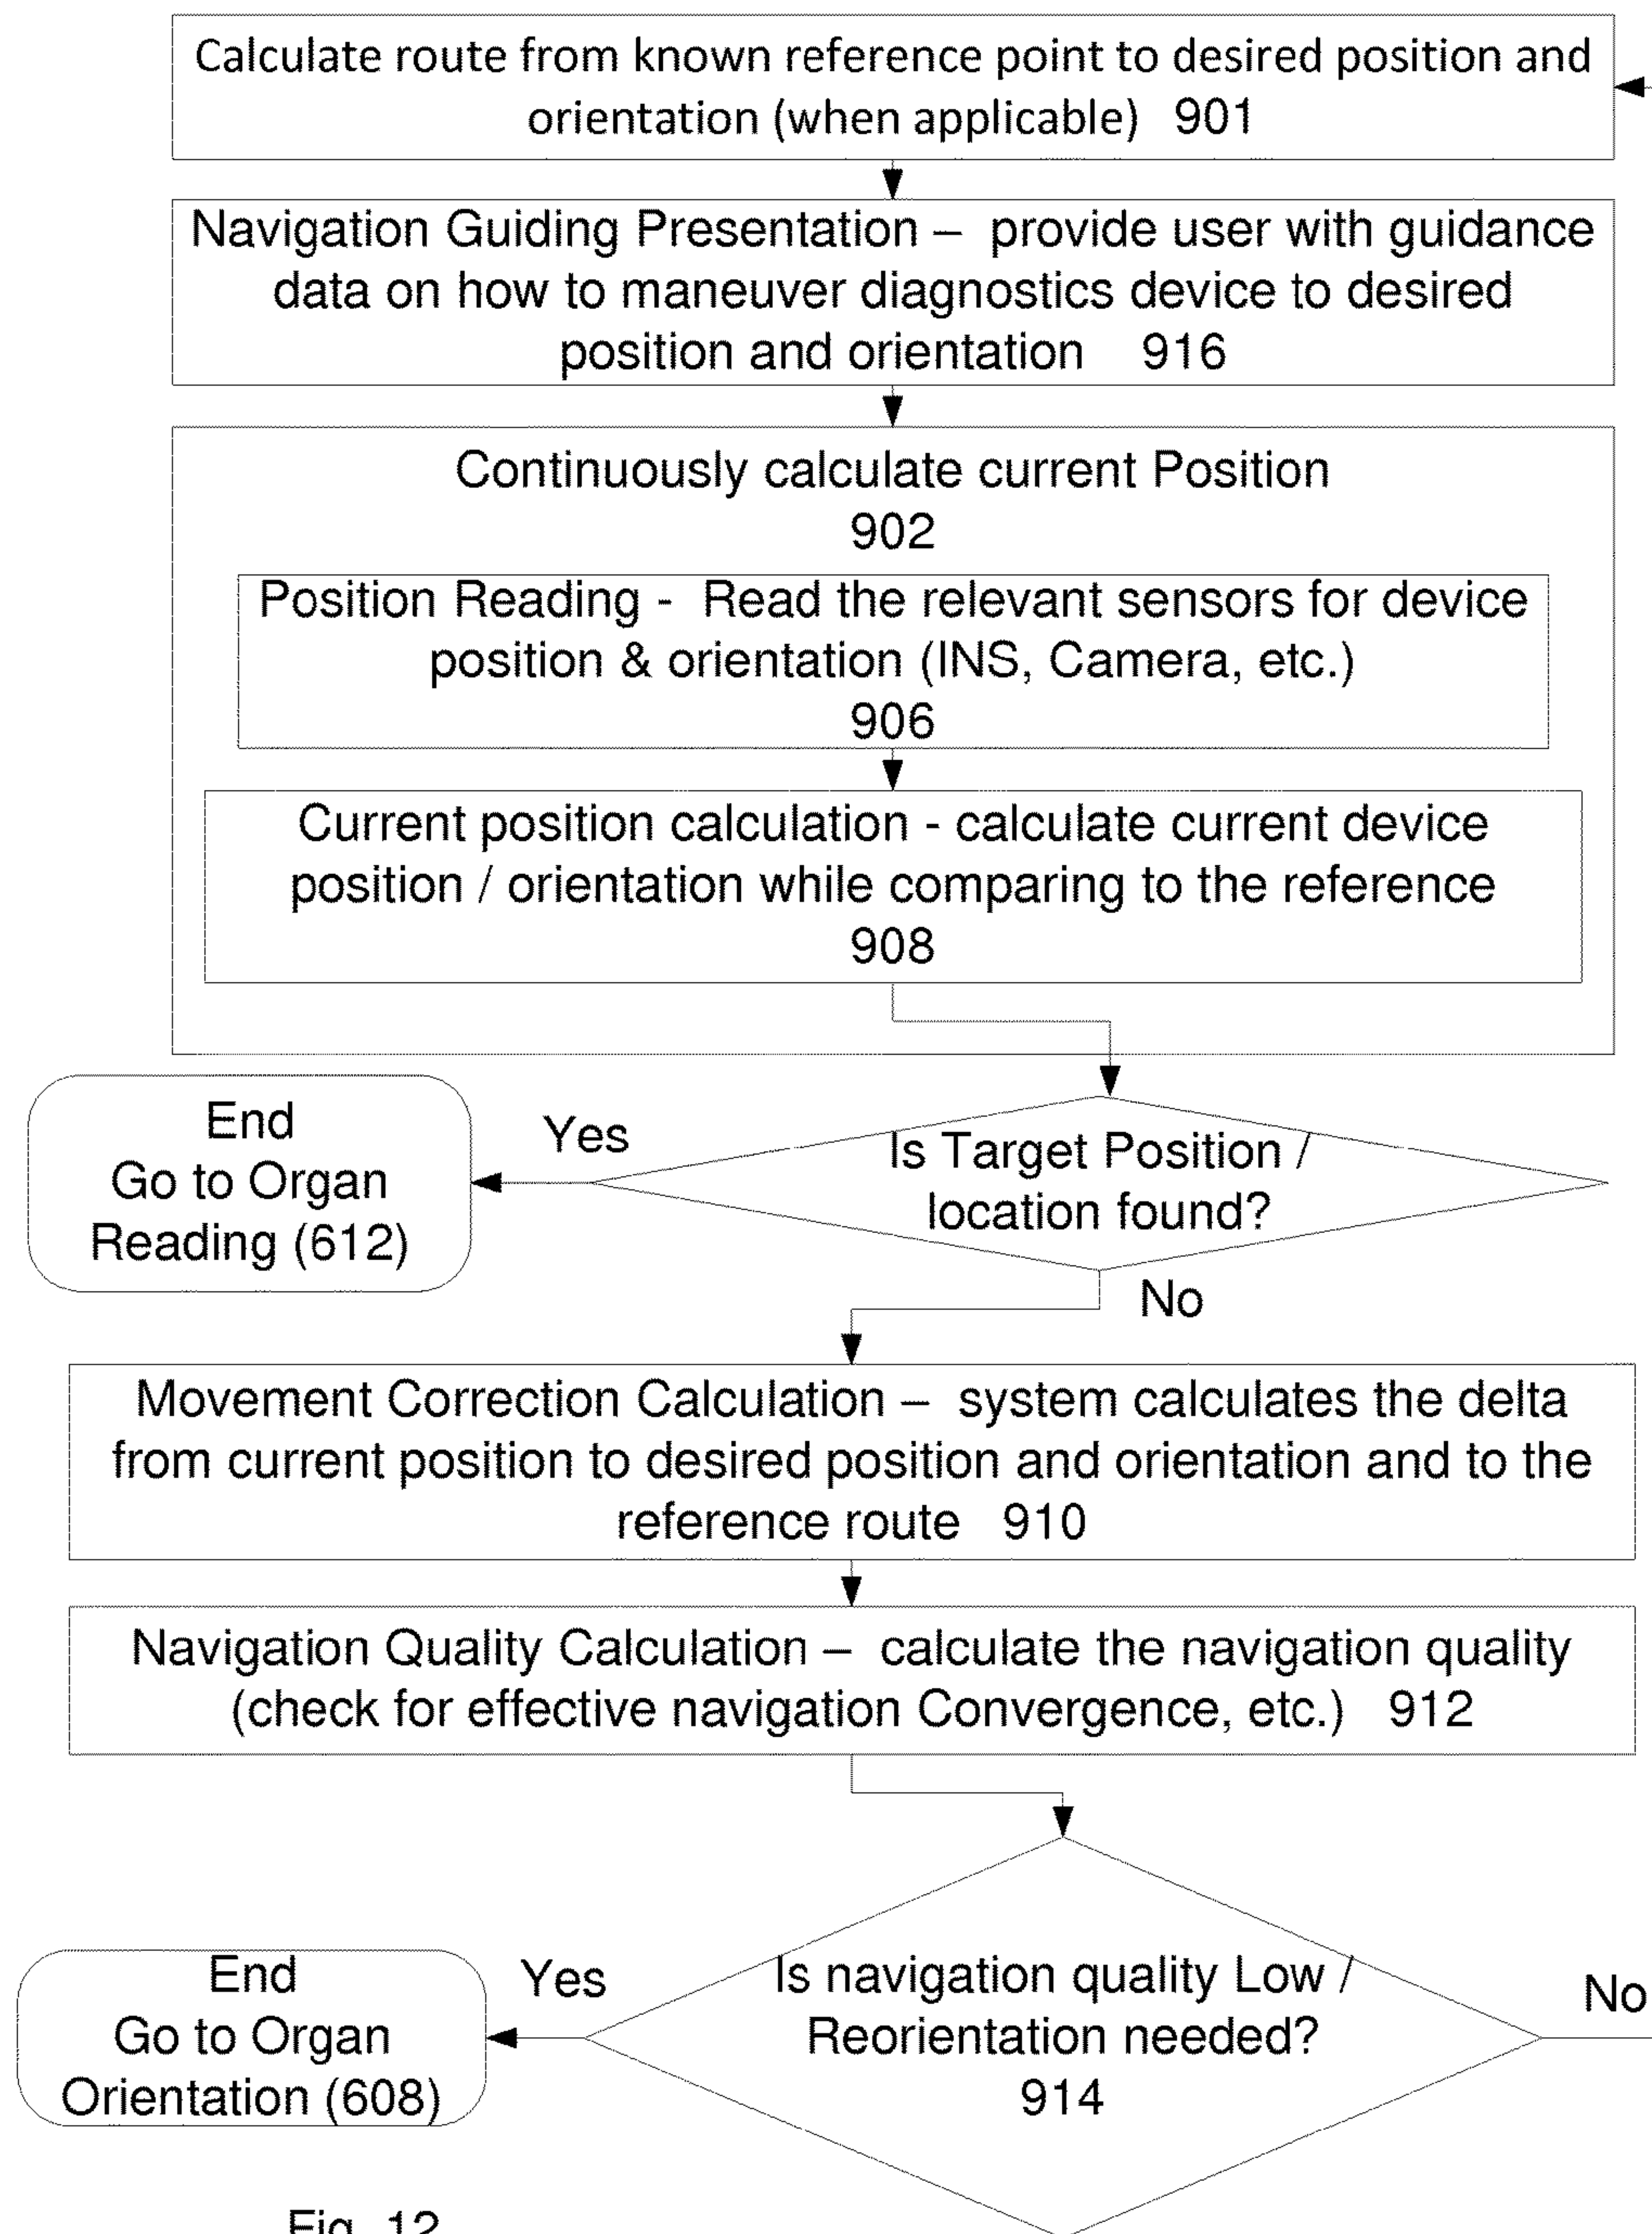 Calculate route from known reference point to desired position and
orientation (when applicable) 901
Navigation Guiding Presentation – provide user with guidance
data on how to maneuver diagnostics device to desired
position and orientation 916
Continuously calculate current Position
902
Position Reading - Read the relevant sensors for device
position & orientation (INS, Camera, etc.)
906
Current position calculation - calculate current device
position / orientation while comparing to the reference
908
Is Target Position /
location found?
Yes
End
Go to Organ
Reading (612)
No
Movement Correction Calculation – system calculates the delta
from current position to desired position and orientation and to the
reference route 910
Navigation Quality Calculation – calculate the navigation quality
(check for effective navigation Convergence, etc.) 912
Is navigation quality Low /
Reorientation needed?
914
Yes
End
Go to Organ
Orientation (608)
No
Fig. 12